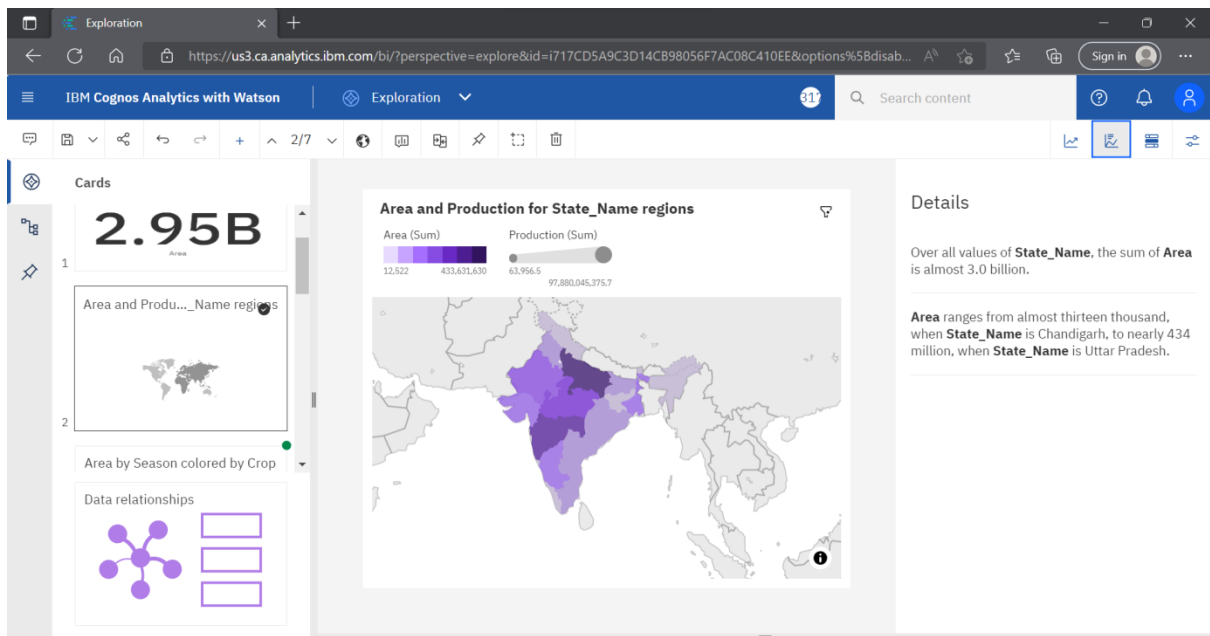 Exploration
https://us3.ca.analytics.ibm.com/bi/?perspective=explore&id=i717CD5A9C3D14CB98056F7AC08C410EE&options%5Bdisab...
Sign in
IBM Cognos Analytics with Watson
Exploration
317
Search content
2/7
Cards
2.95B
Area
1
Area and Produ..._Name regions
2
Area by Season colored by Crop
Data relationships
Area and Production for State_Name regions
Area (Sum)
Production (Sum)
12,522
433,631,630
63,956.5
97,880,045,375.7
Details
Over all values of State_Name, the sum of Area
is almost 3.0 billion.
Area ranges from almost thirteen thousand,
when State_Name is Chandigarh, to nearly 434
million, when State_Name is Uttar Pradesh.